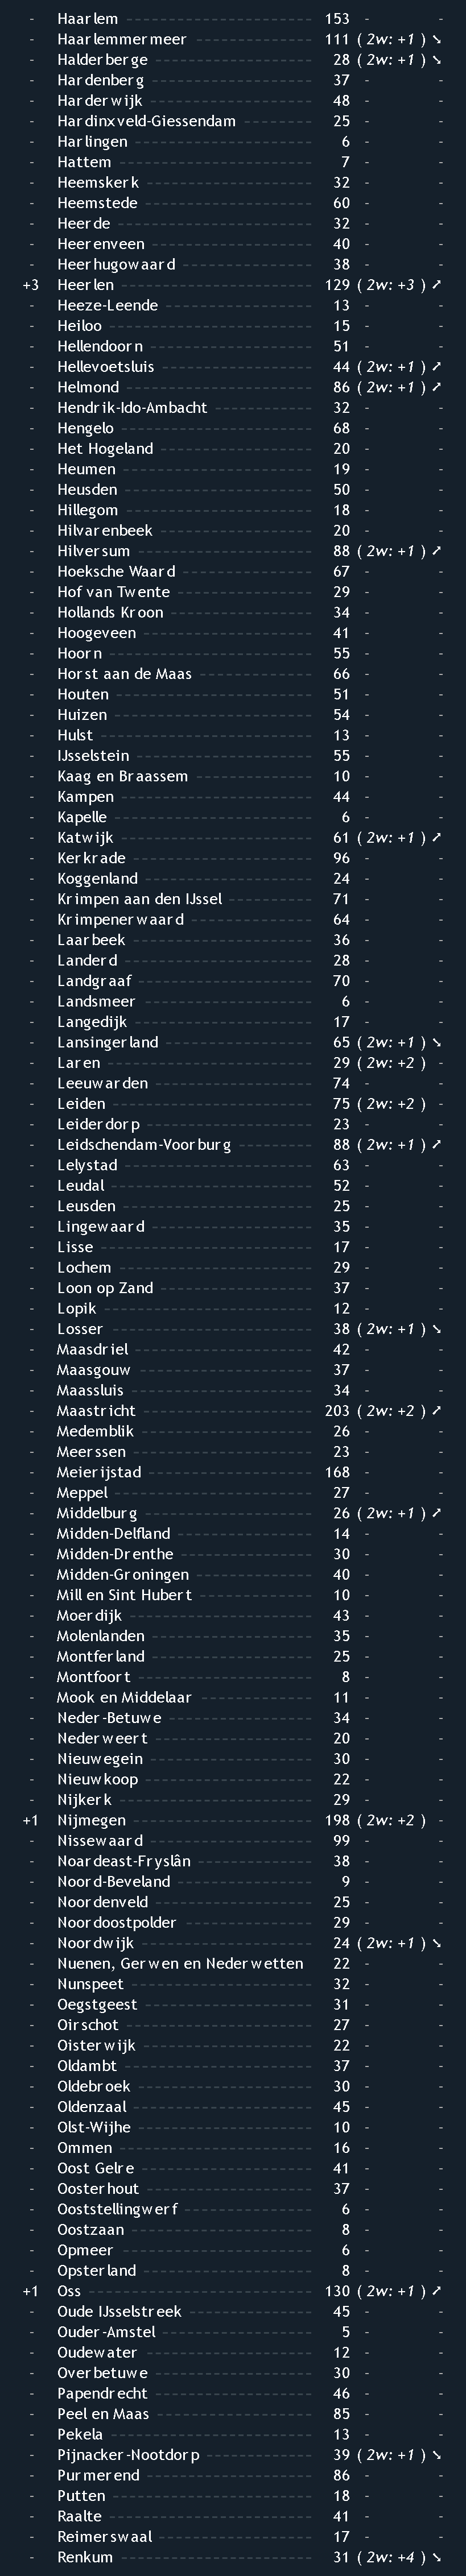 - Haarlem 153 - -
- Haarlemmermeer 111 ( 2w: +1 ) ↘
- Halderberge 28 ( 2w: +1 ) ↘
- Hardenberg 37 - -
- Harderwijk 48 - -
- Hardinxveld-Giessendam 25 - -
- Harlingen 6 - -
- Hattem 7 - -
- Heemskerk 32 - -
- Heemstede 60 - -
- Heerde 32 - -
- Heerenveen 40 - -
- Heerhugowaard 38 - -
+3 Heerlen 129 ( 2w: +3 ) ↗
- Heeze-Leende 13 - -
- Heiloo 15 - -
- Hellendoorn 51 - -
- Hellevoetsluis 44 ( 2w: +1 ) ↗
- Helmond 86 ( 2w: +1 ) ↗
- Hendrik-Ido-Ambacht 32 - -
- Hengelo 68 - -
- Het Hogeland 20 - -
- Heumen 19 - -
- Heusden 50 - -
- Hillegom 18 - -
- Hilvarenbeek 20 - -
- Hilversum 88 ( 2w: +1 ) ↗
- Hoeksche Waard 67 - -
- Hof van Twente 29 - -
- Hollands Kroon 34 - -
- Hoogeveen 41 - -
- Hoorn 55 - -
- Horst aan de Maas 66 - -
- Houten 51 - -
- Huizen 54 - -
- Hulst 13 - -
- IJsselstein 55 - -
- Kaag en Braassem 10 - -
- Kampen 44 - -
- Kapelle 6 - -
- Katwijk 61 ( 2w: +1 ) ↗
- Kerkrade 96 - -
- Koggenland 24 - -
- Krimpen aan den IJssel 71 - -
- Krimpenerwaard 64 - -
- Laarbeek 36 - -
- Landerd 28 - -
- Landgraaf 70 - -
- Landsmeer 6 - -
- Langedijk 17 - -
- Lansingerland 65 ( 2w: +1 ) ↘
- Laren 29 ( 2w: +2 ) -
- Leeuwarden 74 - -
- Leiden 75 ( 2w: +2 ) -
- Leiderdorp 23 - -
- Leidschendam-Voorburg 88 ( 2w: +1 ) ↗
- Lelystad 63 - -
- Leudal 52 - -
- Leusden 25 - -
- Lingewaard 35 - -
- Lisse 17 - -
- Lochem 29 - -
- Loon op Zand 37 - -
- Lopik 12 - -
- Losser 38 ( 2w: +1 ) ↘
- Maasdriel 42 - -
- Maasgouw 37 - -
- Maassluis 34 - -
- Maastricht 203 ( 2w: +2 ) ↗
- Medemblik 26 - -
- Meerssen 23 - -
- Meierijstad 168 - -
- Meppel 27 - -
- Middelburg 26 ( 2w: +1 ) ↗
- Midden-Delfland 14 - -
- Midden-Drenthe 30 - -
- Midden-Groningen 40 - -
- Mill en Sint Hubert 10 - -
- Moerdijk 43 - -
- Molenlanden 35 - -
- Montferland 25 - -
- Montfoort 8 - -
- Mook en Middelaar 11 - -
- Neder-Betuwe 34 - -
- Nederweert 20 - -
- Nieuwegein 30 - -
- Nieuwkoop 22 - -
- Nijkerk 29 - -
+1 Nijmegen 198 ( 2w: +2 ) -
- Nissewaard 99 - -
- Noardeast-Fryslân 38 - -
- Noord-Beveland 9 - -
- Noordenveld 25 - -
- Noordoostpolder 29 - -
- Noordwijk 24 ( 2w: +1 ) ↘
- Nuenen, Gerwen en Nederwetten 22 - -
- Nunspeet 32 - -
- Oegstgeest 31 - -
- Oirschot 27 - -
- Oisterwijk 22 - -
- Oldambt 37 - -
- Oldebroek 30 - -
- Oldenzaal 45 - -
- Olst-Wijhe 10 - -
- Ommen 16 - -
- Oost Gelre 41 - -
- Oosterhout 37 - -
- Ooststellingwerf 6 - -
- Oostzaan 8 - -
- Opmeer 6 - -
- Opsterland 8 - -
+1 Oss 130 ( 2w: +1 ) ↗
- Oude IJsselstreek 45 - -
- Ouder-Amstel 5 - -
- Oudewater 12 - -
- Overbetuwe 30 - -
- Papendrecht 46 - -
- Peel en Maas 85 - -
- Pekela 13 - -
- Pijnacker-Nootdorp 39 ( 2w: +1 ) ↘
- Purmerend 86 - -
- Putten 18 - -
- Raalte 41 - -
- Reimerswaal 17 - -
- Renkum 31 ( 2w: +4 ) ↘